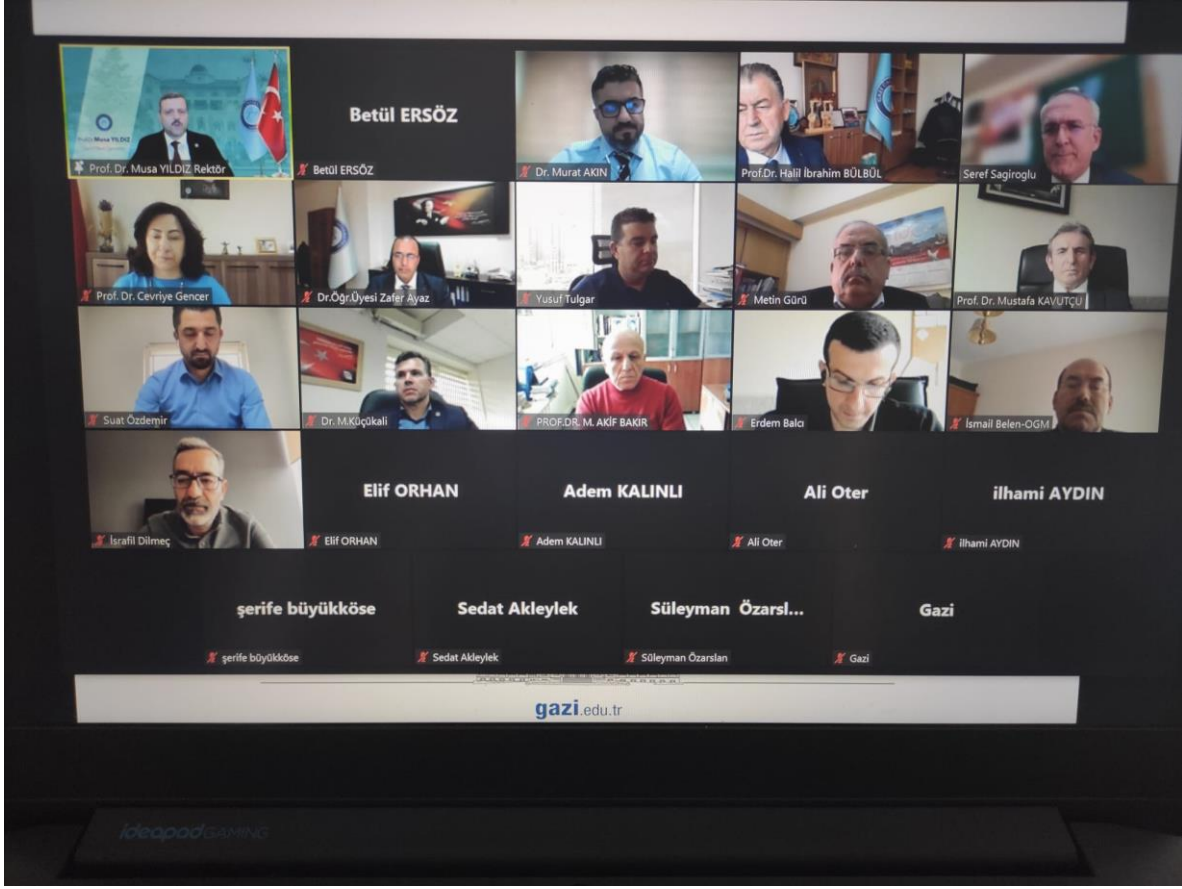 Musa YILDIZ
Prof. Dr. Musa YILDIZ Rektör
Betül ERSÖZ
Betül ERSÖZ
Dr. Murat AKIN
Prof.Dr. Halil İbrahim BÜLBÜL
Seref Sagiroglu
Prof. Dr. Cevriye Gencer
Dr.Öğr.Üyesi Zafer Ayaz
Yusuf Tulgar
Metin Gürü
Prof. Dr. Mustafa KAVUTÇU
Suat Özdemir
Dr. M.Küçükali
PROF.DR. M. AKİF BAKIR
Erdem Balcı
İsmail Belen-OGM
İsrafil Dilmeç
Elif ORHAN
Elif ORHAN
Adem KALINLI
Adem KALINLI
Ali Oter
Ali Oter
ilhami AYDIN
ilhami AYDIN
şerife büyükköse
şerife büyükköse
Sedat Akleylek
Sedat Akleylek
Süleyman Özarsl...
Süleyman Özarslan
Gazi
Gazi
gazi.edu.tr
ideapadGAMING